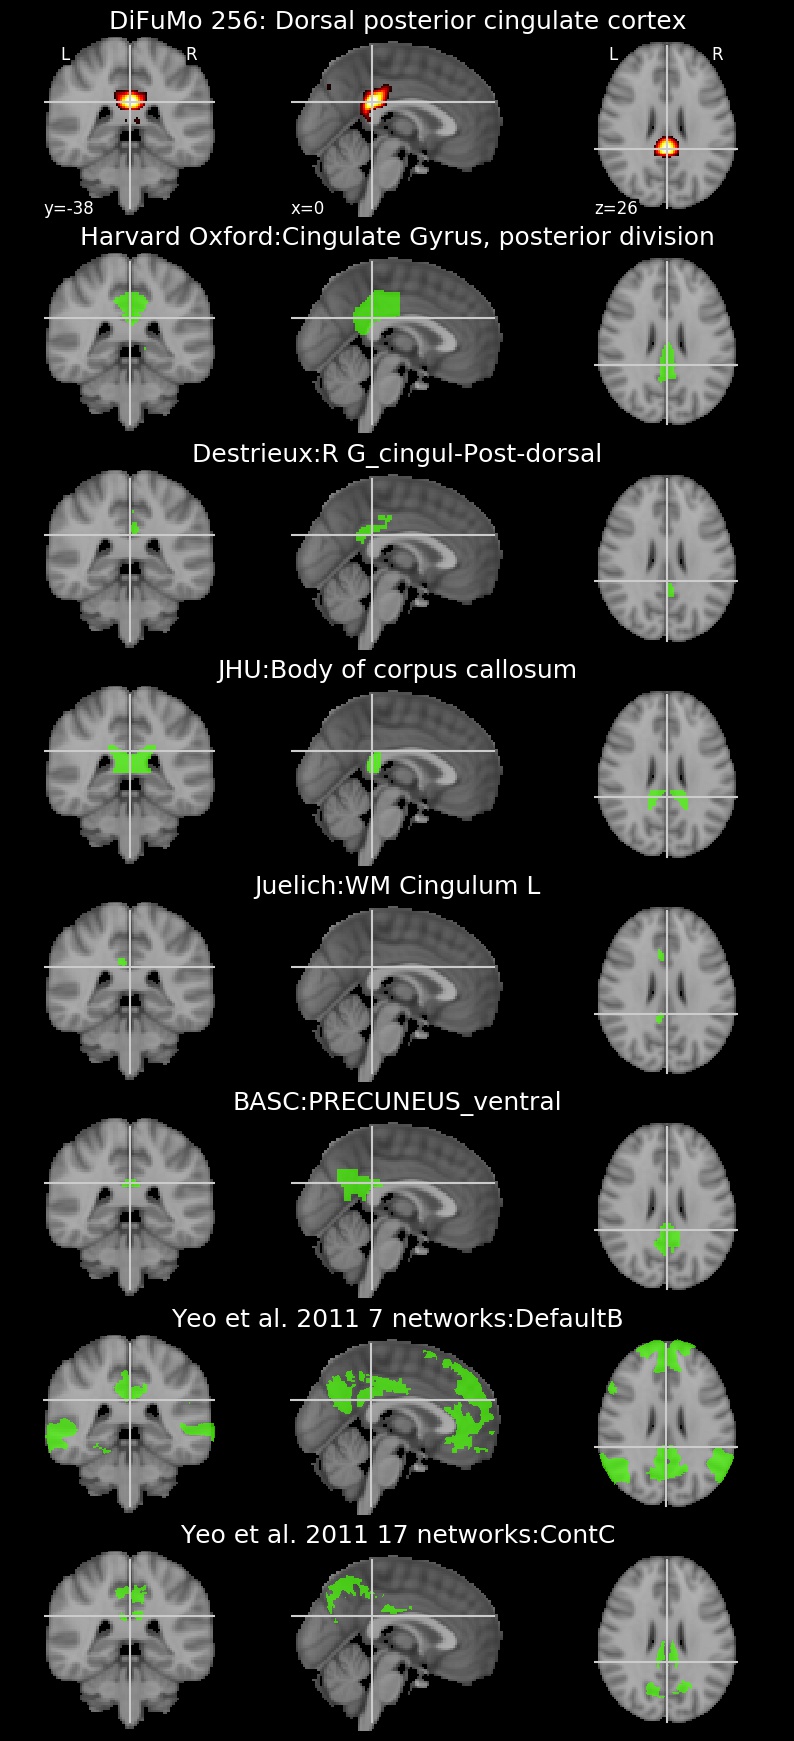 DiFuMo 256: Dorsal posterior cingulate cortex
L R L R
y=-38 x=0 z=26
Harvard Oxford:Cingulate Gyrus, posterior division
Destrieux:R G_cingul-Post-dorsal
JHU:Body of corpus callosum
Juelich:WM Cingulum L
BASC:PRECUNEUS_ventral
Yeo et al. 2011 7 networks:DefaultB
Yeo et al. 2011 17 networks:ContC